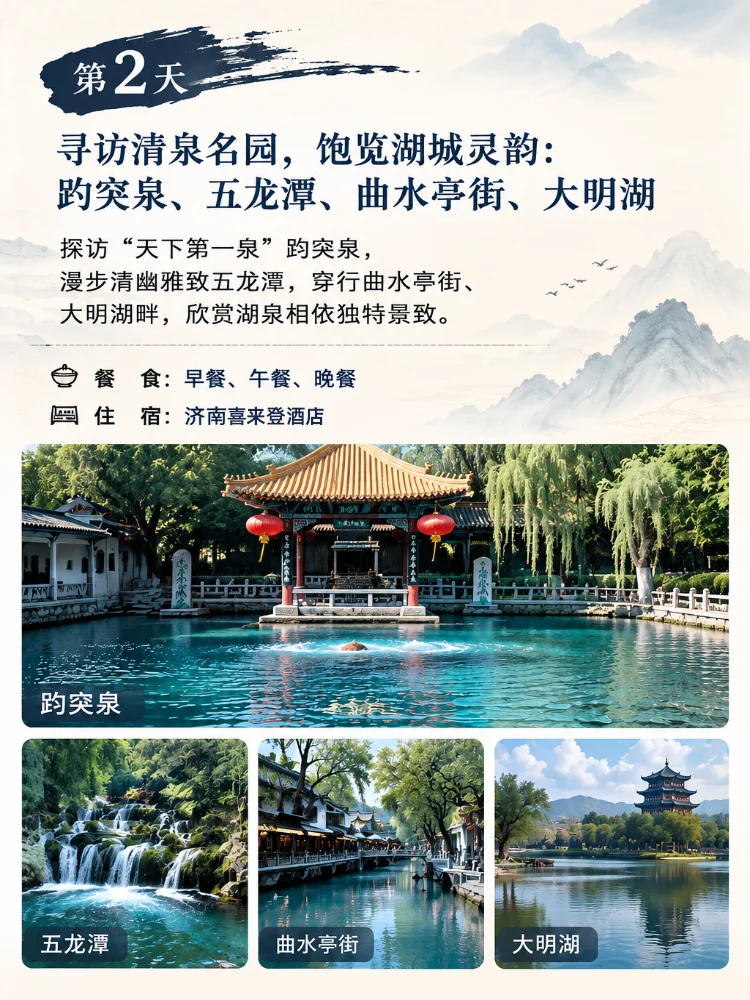 第2天
寻访清泉名园，饱览湖城灵韵：
趵突泉、五龙潭、曲水亭街、大明湖
探访“天下第一泉”趵突泉，
漫步清幽雅致五龙潭，穿行曲水亭街、
大明湖畔，欣赏湖泉相依独特景致。
餐 食：早餐、午餐、晚餐
住 宿：济南喜来登酒店
趵突泉
五龙潭
曲水亭街
大明湖